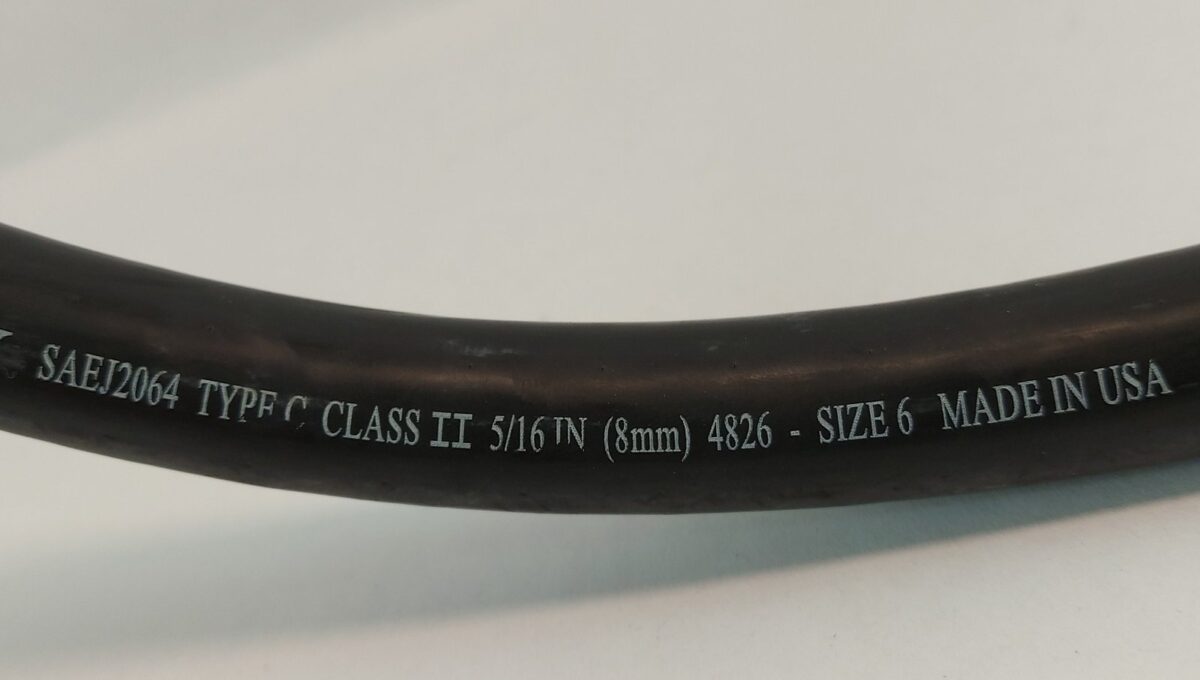 SAEJ2064 TYPE C CLASS II 5/16 IN (8mm) 4826 - SIZE 6 MADE IN USA